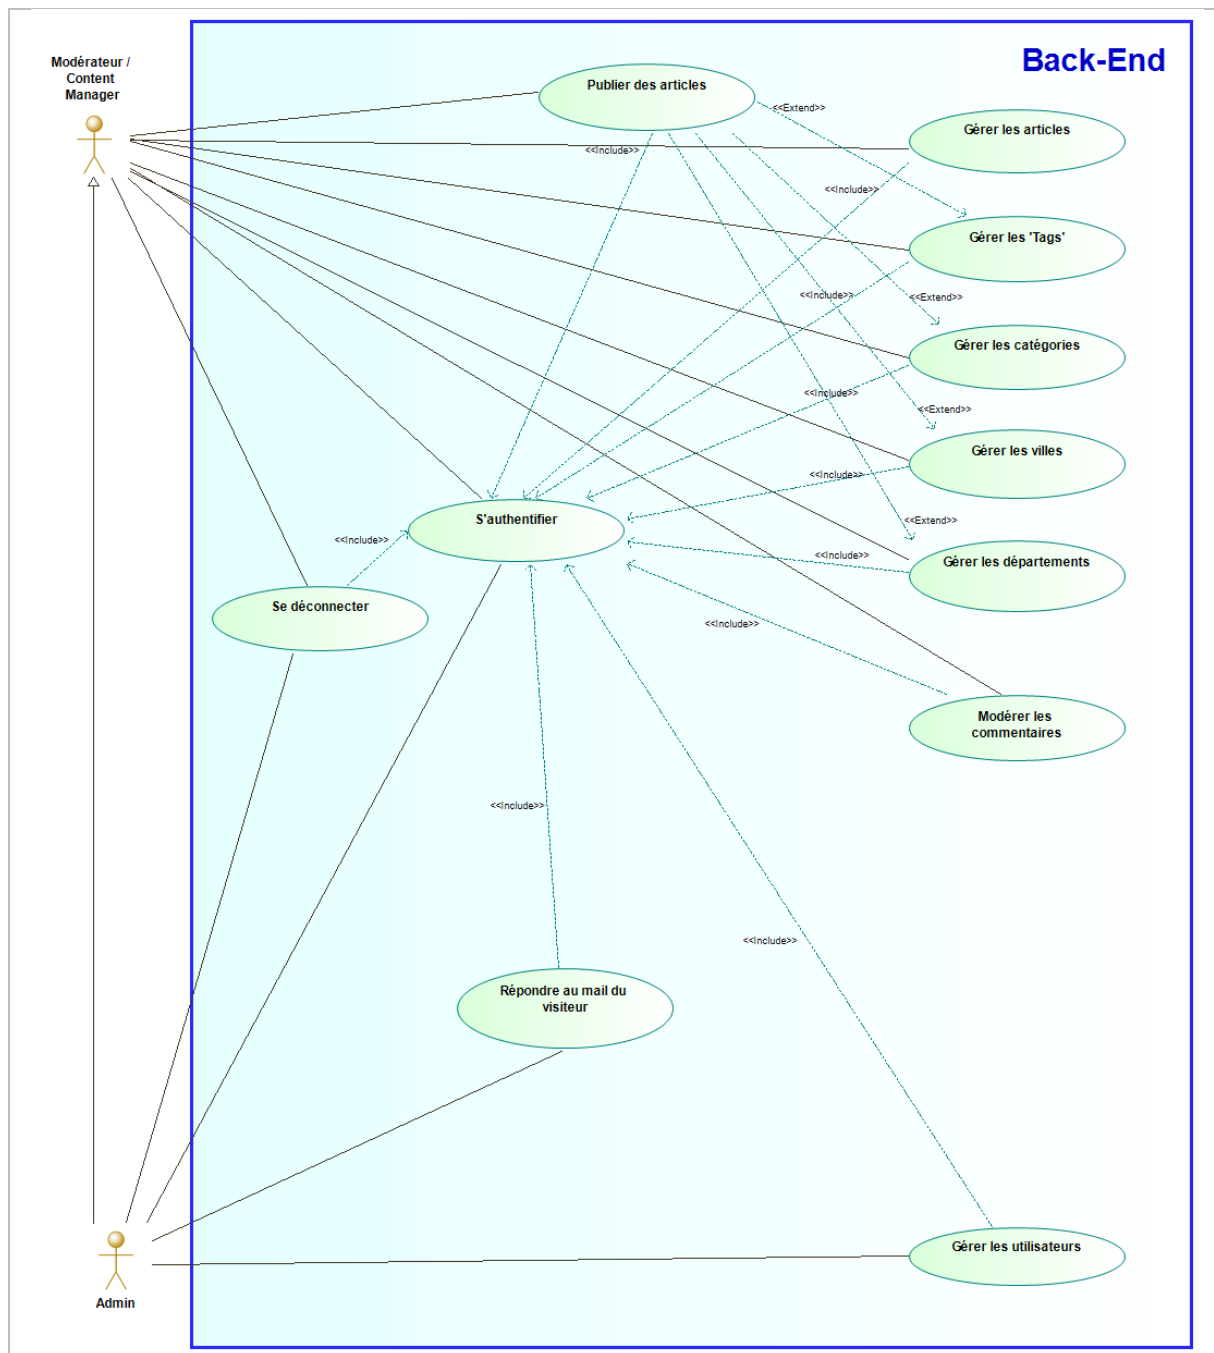 Back-End
Modérateur /
Content
Manager
Publier des articles
<<Extend>>
Gérer les articles
<<Include>>
<<Include>>
Gérer les 'Tags'
<<Include>>
<<Extend>>
Gérer les catégories
<<Include>>
<<Extend>>
Gérer les villes
<<Include>>
S'authentifier
<<Extend>>
<<Include>>
<<Include>>
Gérer les départements
Se déconnecter
<<Include>>
Modérer les
commentaires
<<Include>>
<<Include>>
Répondre au mail du
visiteur
Gérer les utilisateurs
Admin